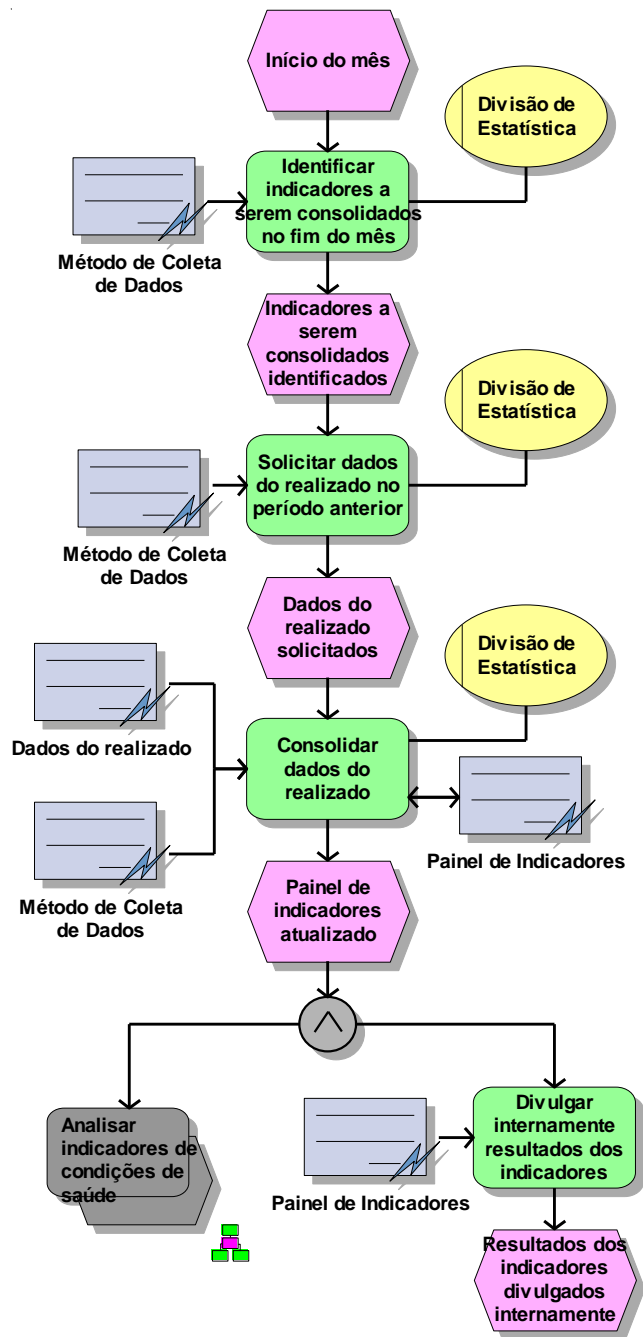 Início do mês
Divisão de
Estatística
Identificar
indicadores a
serem consolidados
no fim do mês
Método de Coleta
de Dados
Indicadores a
serem
consolidados
identificados
Divisão de
Estatística
Solicitar dados
do realizado no
período anterior
Método de Coleta
de Dados
Dados do
realizado
solicitados
Divisão de
Estatística
Dados do realizado
Consolidar
dados do
realizado
Painel de Indicadores
Método de Coleta
de Dados
Painel de
indicadores
atualizado
Analisar
indicadores de
condições de
saúde
Painel de Indicadores
Divulgar
internamente
resultados dos
indicadores
Resultados dos
indicadores
divulgados
internamente